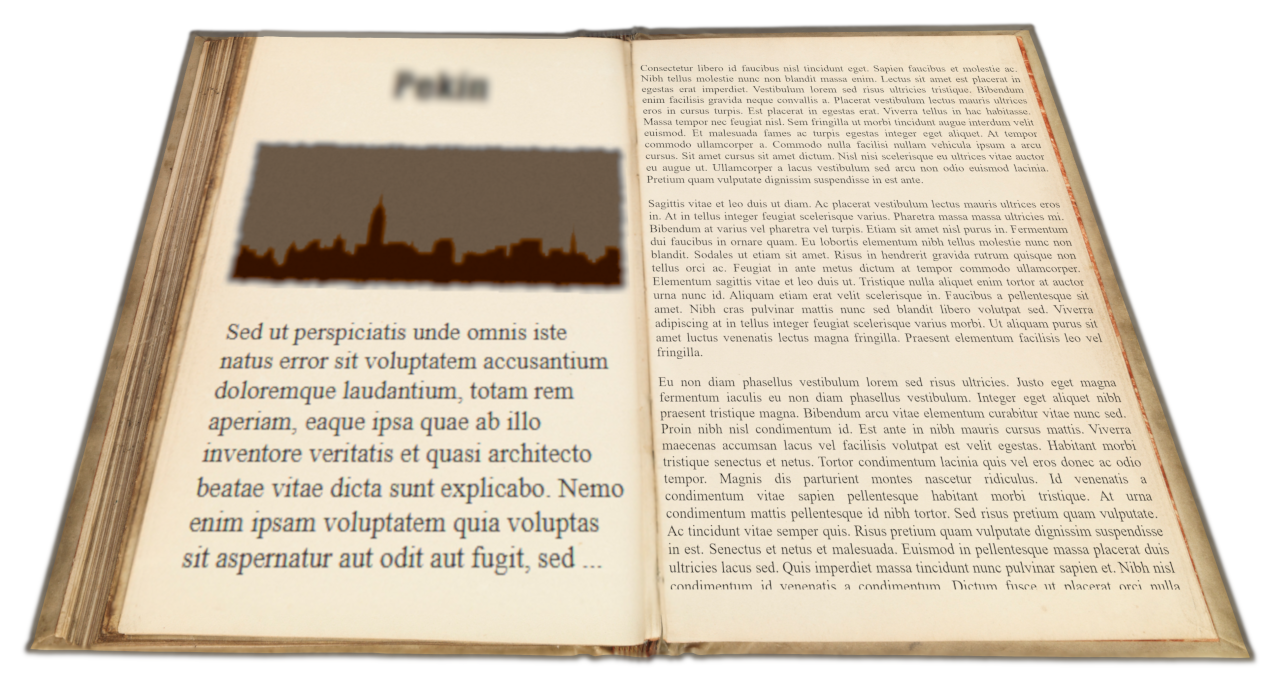 Pekin
Sed ut perspiciatis unde omnis iste
natus error sit voluptatem accusantium
doloremque laudantium, totam rem
aperiam, eaque ipsa quae ab illo
inventore veritatis et quasi architecto
beatae vitae dicta sunt explicabo. Nemo
enim ipsam voluptatem quia voluptas
sit aspernatur aut odit aut fugit, sed ...
Consectetur libero id faucibus nisl tincidunt eget. Sapien faucibus et molestie ac.
Nibh tellus molestie nunc non blandit massa enim. Lectus sit amet est placerat in
egestas erat imperdiet. Vestibulum lorem sed risus ultricies tristique. Bibendum
enim facilisis gravida neque convallis a. Placerat vestibulum lectus mauris ultrices
eros in cursus turpis. Est placerat in egestas erat. Viverra tellus in hac habitasse.
Massa tempor nec feugiat nisl. Sem fringilla ut morbi tincidunt augue interdum velit
euismod. Et malesuada fames ac turpis egestas integer eget aliquet. At tempor
commodo ullamcorper a. Commodo nulla facilisi nullam vehicula ipsum a arcu
cursus. Sit amet cursus sit amet dictum. Nisl nisi scelerisque eu ultrices vitae auctor
eu augue ut. Ullamcorper a lacus vestibulum sed arcu non odio euismod lacinia.
Pretium quam vulputate dignissim suspendisse in est ante.
Sagittis vitae et leo duis ut diam. Ac placerat vestibulum lectus mauris ultrices eros
in. At in tellus integer feugiat scelerisque varius. Pharetra massa massa ultricies mi.
Bibendum at varius vel pharetra vel turpis. Etiam sit amet nisl purus in. Fermentum
dui faucibus in ornare quam. Eu lobortis elementum nibh tellus molestie nunc non
blandit. Sodales ut etiam sit amet. Risus in hendrerit gravida rutrum quisque non
tellus orci ac. Feugiat in ante metus dictum at tempor commodo ullamcorper.
Elementum sagittis vitae et leo duis ut. Tristique nulla aliquet enim tortor at auctor
urna nunc id. Aliquam etiam erat velit scelerisque in. Faucibus a pellentesque sit
amet. Nibh cras pulvinar mattis nunc sed blandit libero volutpat sed. Viverra
adipiscing at in tellus integer feugiat scelerisque varius morbi. Ut aliquam purus sit
amet luctus venenatis lectus magna fringilla. Praesent elementum facilisis leo vel
fringilla.
Eu non diam phasellus vestibulum lorem sed risus ultricies. Justo eget magna
fermentum iaculis eu non diam phasellus vestibulum. Integer eget aliquet nibh
praesent tristique magna. Bibendum arcu vitae elementum curabitur vitae nunc sed.
Proin nibh nisl condimentum id. Est ante in nibh mauris cursus mattis. Viverra
maecenas accumsan lacus vel facilisis volutpat est velit egestas. Habitant morbi
tristique senectus et netus. Tortor condimentum lacinia quis vel eros donec ac odio
tempor. Magnis dis parturient montes nascetur ridiculus. Id venenatis a
condimentum vitae sapien pellentesque habitant morbi tristique. At urna
condimentum mattis pellentesque id nibh tortor. Sed risus pretium quam vulputate.
Ac tincidunt vitae semper quis. Risus pretium quam vulputate dignissim suspendisse
in est. Senectus et netus et malesuada. Euismod in pellentesque massa placerat duis
ultricies lacus sed. Quis imperdiet massa tincidunt nunc pulvinar sapien et. Nibh nisl
condimentum id venenatis a condimentum. Dictum fusce ut placerat orci nulla